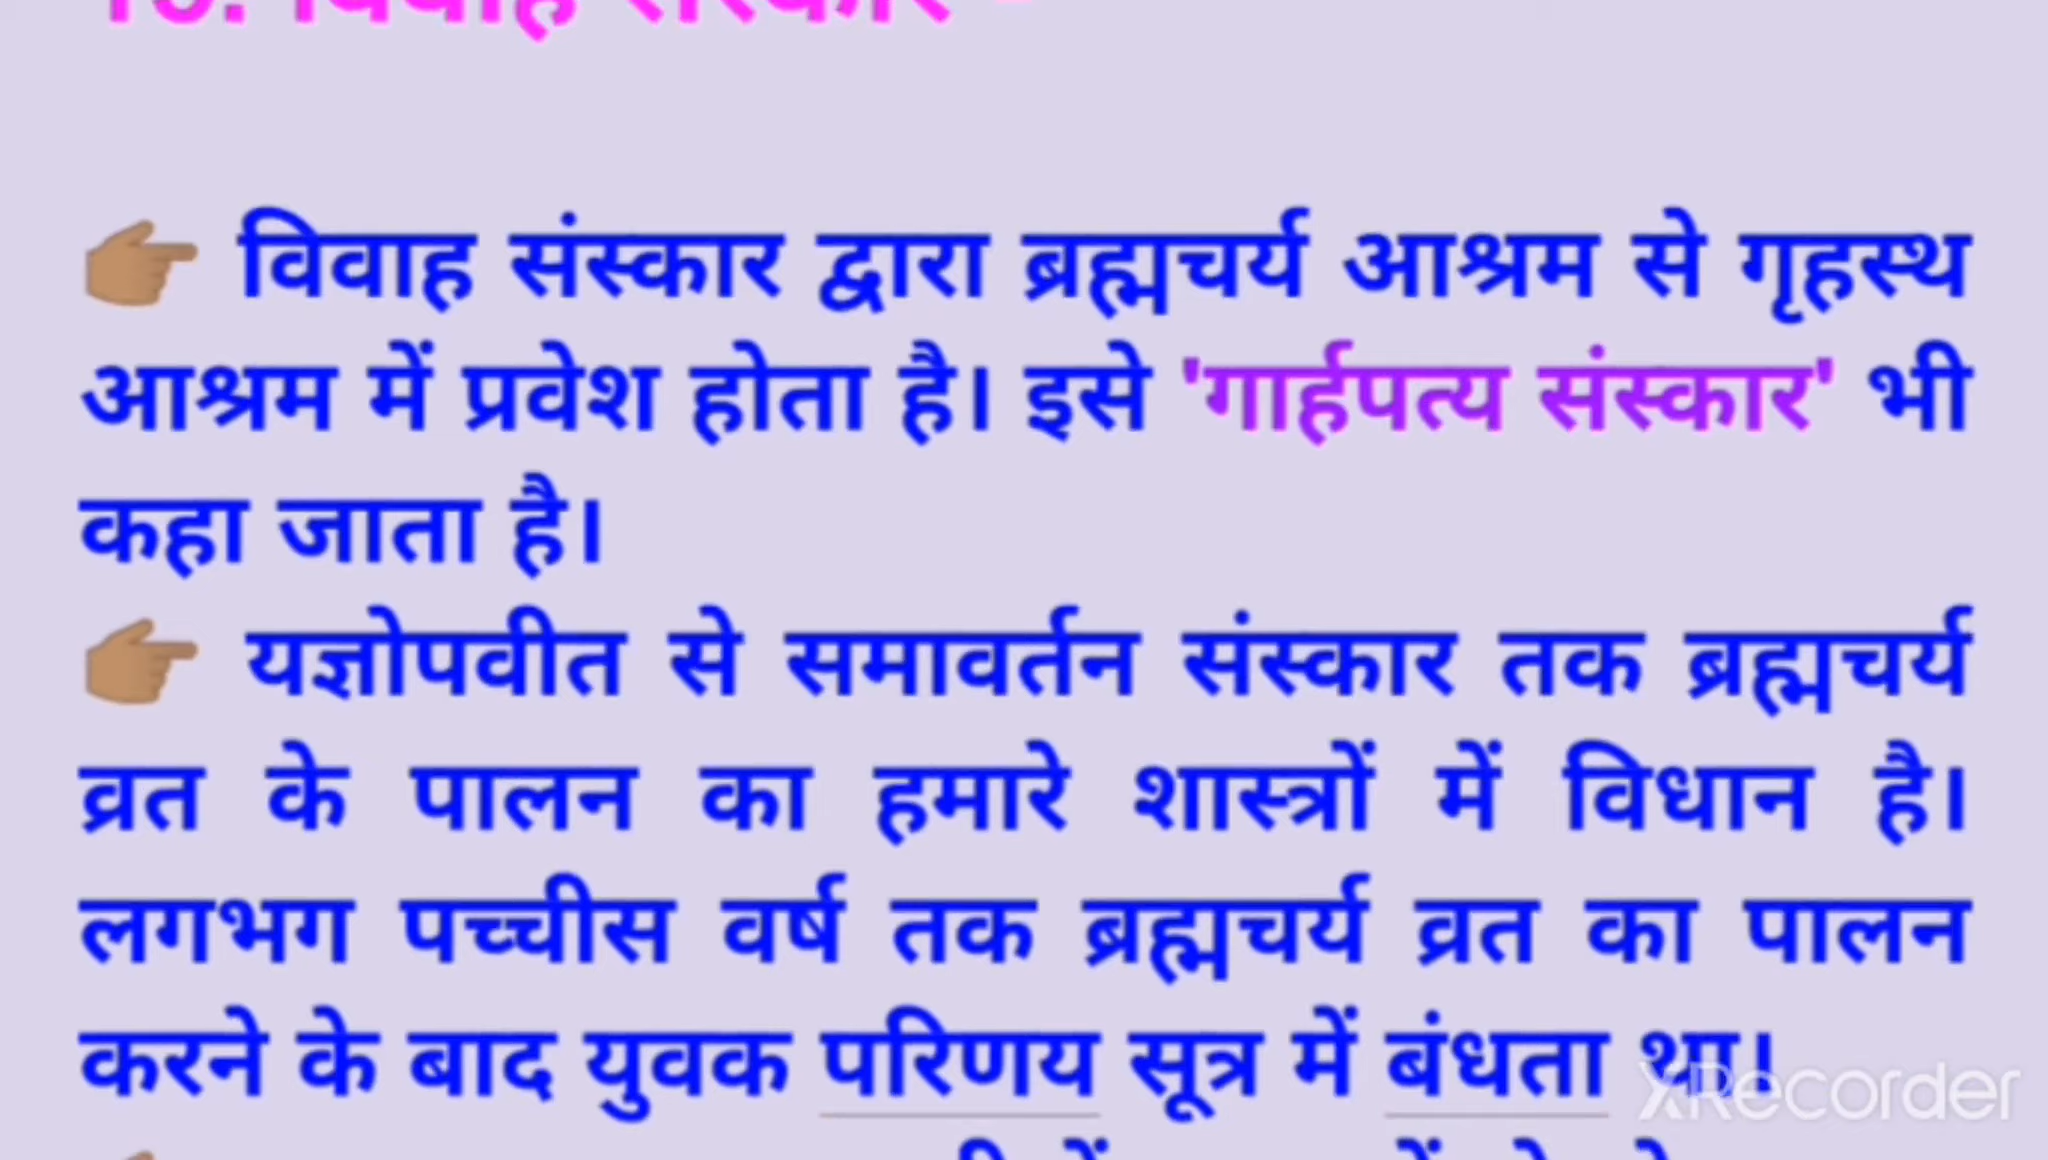 विवाह संस्कार -
👉🏽 विवाह संस्कार द्वारा ब्रह्मचर्य आश्रम से गृहस्थ
आश्रम में प्रवेश होता है। इसे 'गार्हपत्य संस्कार' भी
कहा जाता है।
👉🏽 यज्ञोपवीत से समावर्तन संस्कार तक ब्रह्मचर्य
व्रत के पालन का हमारे शास्त्रों में विधान है।
लगभग पच्चीस वर्ष तक ब्रह्मचर्य व्रत का पालन
करने के बाद युवक परिणय सूत्र में बंधता था।
XRecorder